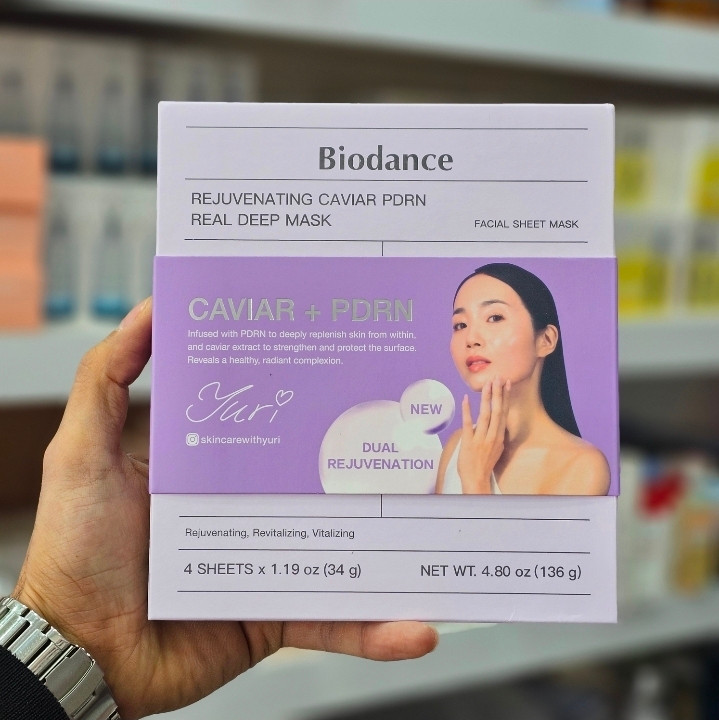 Biodance
REJUVENATING CAVIAR PDRN
REAL DEEP MASK
FACIAL SHEET MASK
CAVIAR + PDRN
Infused with PDRN to deeply replenish skin from within,
and caviar extract to strengthen and protect the surface.
Reveals a healthy, radiant complexion.
Yuri
skincarewithyuri
NEW
DUAL
REJUVENATION
Rejuvenating, Revitalizing, Vitalizing
4 SHEETS x 1.19 oz (34 g)
NET WT. 4.80 oz (136 g)